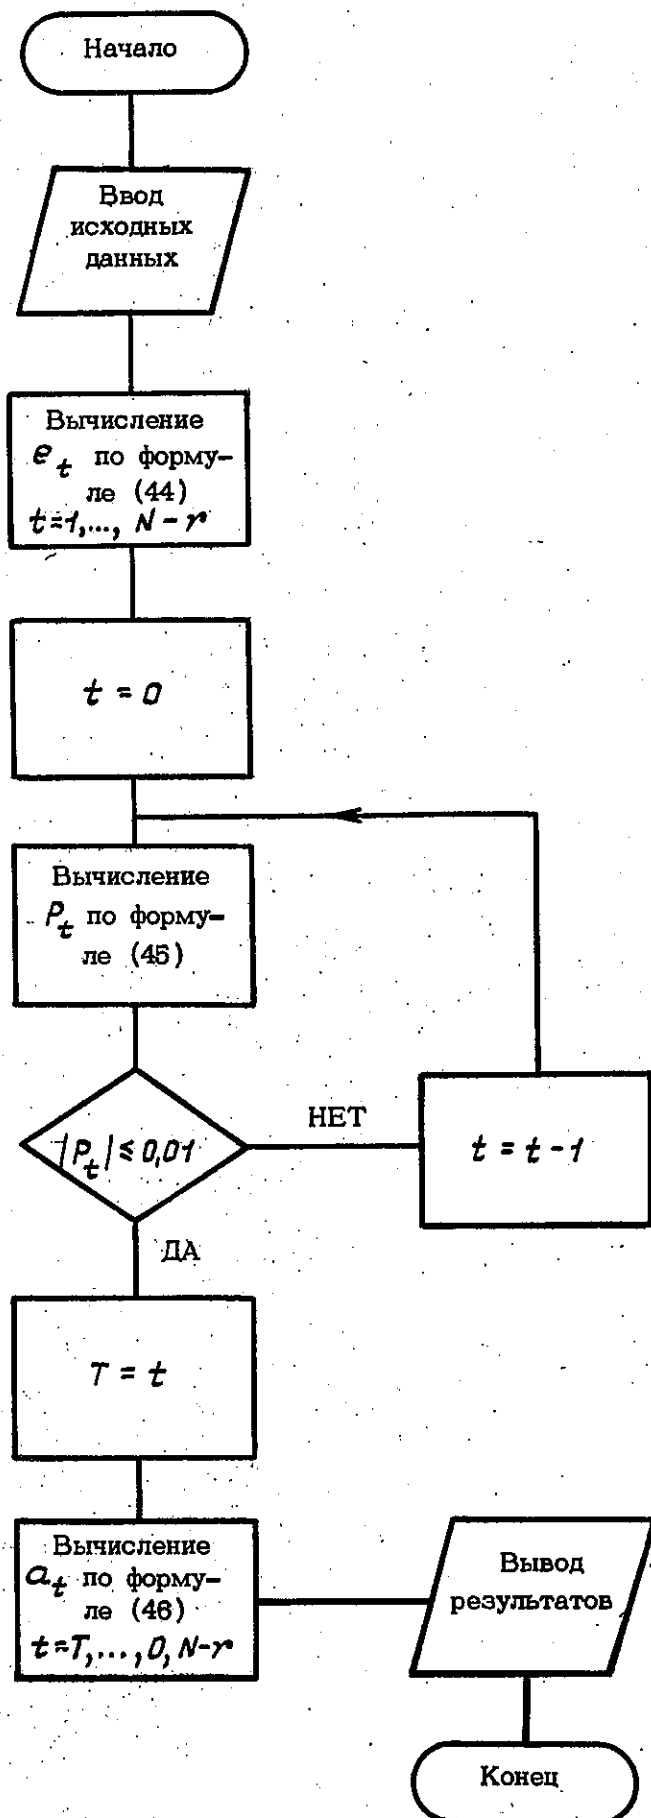 Начало
Ввод
исходных
данных
Вычисление
e_t по форму-
ле (44)
t=1,..., N-r
t = 0
Вычисление
P_t по форму-
ле (45)
|P_t| ≤ 0,01
НЕТ
t = t-1
ДА
T = t
Вычисление
a_t по форму-
ле (46)
t=T,...,0, N-r
Вывод
результатов
Конец